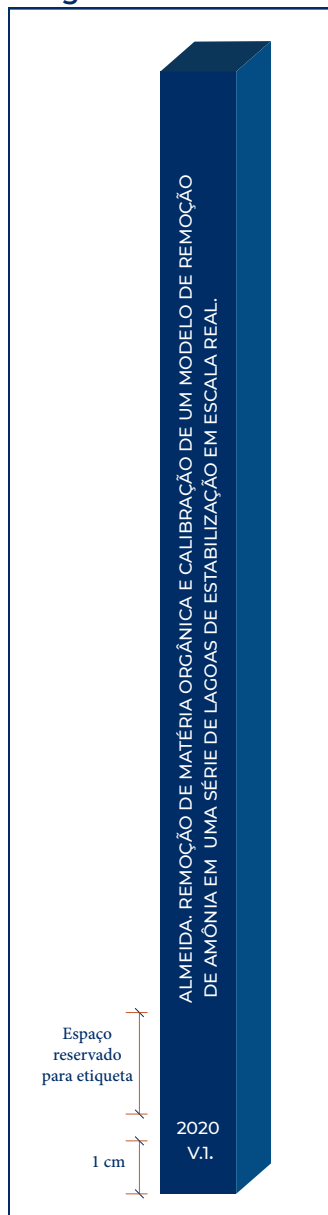 ALMEIDA. REMOÇÃO DE MATÉRIA ORGÂNICA E CALIBRAÇÃO DE UM MODELO DE REMOÇÃO
DE AMÔNIA EM UMA SÉRIE DE LAGOAS DE ESTABILIZAÇÃO EM ESCALA REAL.
Espaço
reservado
para etiqueta
2020
V.1.
1 cm